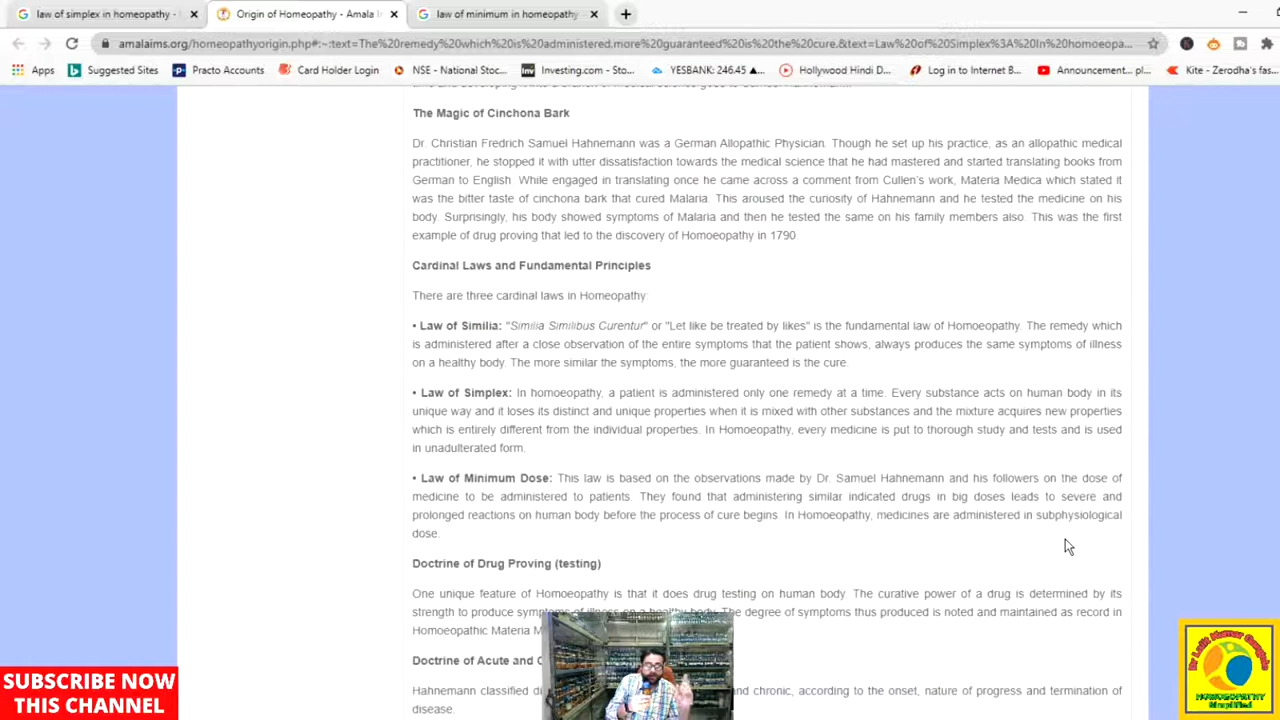 law of simplex in homeopathy -
Origin of Homeopathy - Amala I
law of minimum in homeopathy
amalaims.org/homeopathyorigin.php#:~:text=The%20remedy%20which%20is%20administered.more%20guaranteed%20is%20the%20cure.&text=Law%20of%20Simplex%3A%20In%20homoeopa...
Apps
Suggested Sites
Practo Accounts
Card Holder Login
NSE - National Stoc...
Investing.com - Sto...
YESBANK: 246.45 ▲...
Hollywood Hindi D...
Log in to Internet B...
Announcement...
Kite - Zerodha's fas...
The Magic of Cinchona Bark
Dr. Christian Fredrich Samuel Hahnemann was a German Allopathic Physician. Though he set up his practice, as an allopathic medical
practitioner, he stopped it with utter dissatisfaction towards the medical science that he had mastered and started translating books from
German to English. While engaged in translating once he came across a comment from Cullen's work, Materia Medica which stated it
was the bitter taste of cinchona bark that cured Malaria. This aroused the curiosity of Hahnemann and he tested the medicine on his
body. Surprisingly, his body showed symptoms of Malaria and then he tested the same on his family members also. This was the first
example of drug proving that led to the discovery of Homoeopathy in 1790.
Cardinal Laws and Fundamental Principles
There are three cardinal laws in Homeopathy:
• Law of Similia: "Similia Similibus Curentur" or "Let like be treated by likes" is the fundamental law of Homoeopathy. The remedy which
is administered after a close observation of the entire symptoms that the patient shows, always produces the same symptoms of illness
on a healthy body. The more similar the symptoms, the more guaranteed is the cure.
• Law of Simplex: In homoeopathy, a patient is administered only one remedy at a time. Every substance acts on human body in its
unique way and it loses its distinct and unique properties when it is mixed with other substances and the mixture acquires new properties
which is entirely different from the individual properties. In Homoeopathy, every medicine is put to thorough study and tests and is used
in unadulterated form.
• Law of Minimum Dose: This law is based on the observations made by Dr. Samuel Hahnemann and his followers on the dose of
medicine to be administered to patients. They found that administering similar indicated drugs in big doses leads to severe and
prolonged reactions on human body before the process of cure begins. In Homoeopathy, medicines are administered in subphysiological
dose.
Doctrine of Drug Proving (testing)
One unique feature of Homoeopathy is that it does drug testing on human body. The curative power of a drug is determined by its
strength to produce symptoms of illness on a healthy body. The degree of symptoms thus produced is noted and maintained as record in
Homoeopathic Materia M
Doctrine of Acute and C
Hahnemann classified di and chronic, according to the onset, nature of progress and termination of
disease.
SUBSCRIBE NOW
THIS CHANNEL
HOMOEOPATHY
Simplified